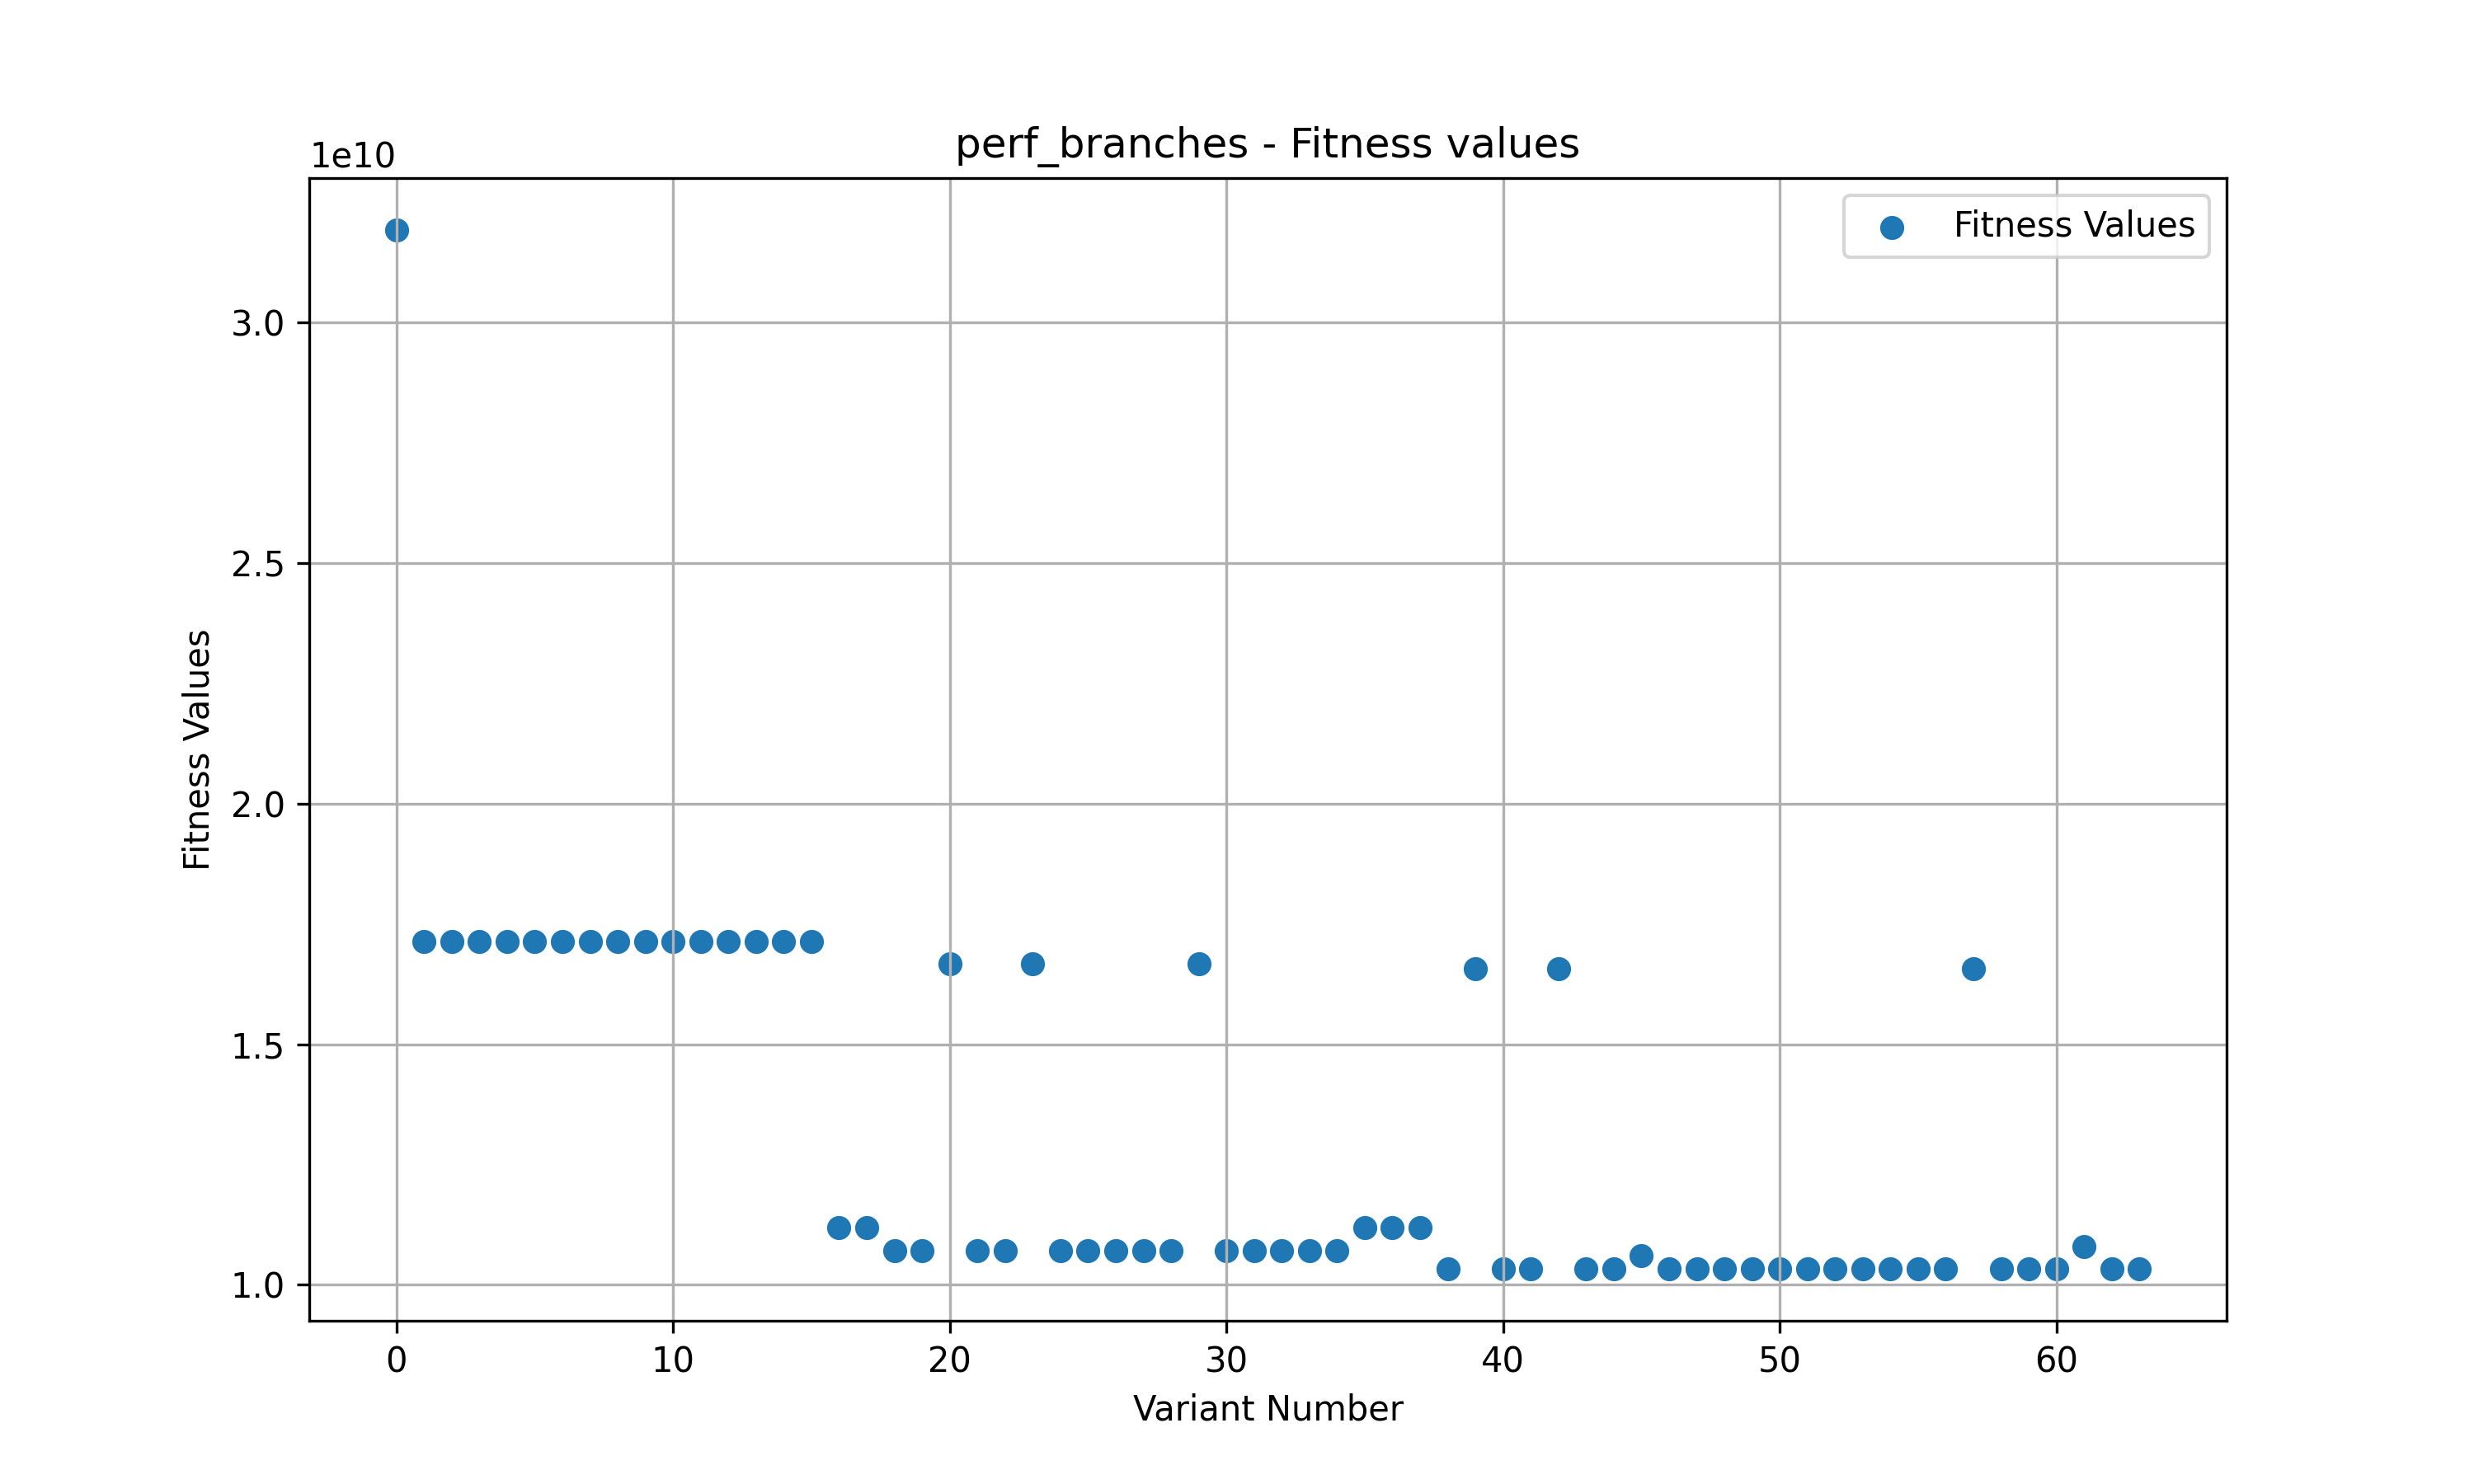 perf_branches - Fitness values
1e10
Fitness Values
3.0
2.5
2.0
1.5
1.0
Fitness Values
0 10 20 30 40 50 60
Variant Number